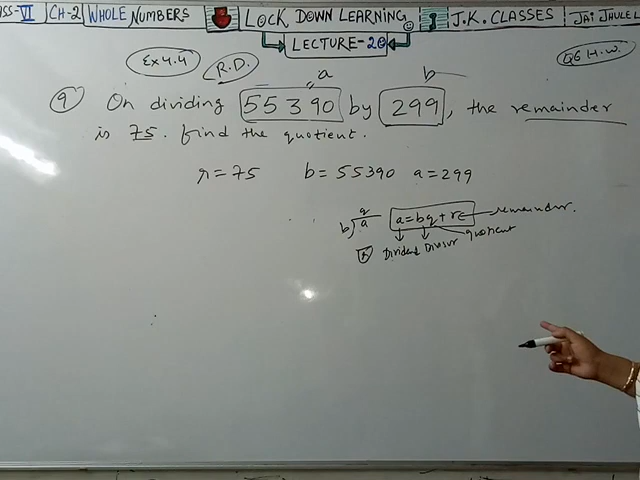 SS-VI CH-2 WHOLE NUMBERS LOCK DOWN LEARNING J.K. CLASSES JAI JHULEL
LECTURE-20
Ex 4.4 R.D. Q6 H.W.
a b
9 On dividing 55390 by 299, the remainder
is 75. find the quotient.
r=75 b=55390 a=299
q
b) a a=bq+r remainder.
Dividend Divisor quotient